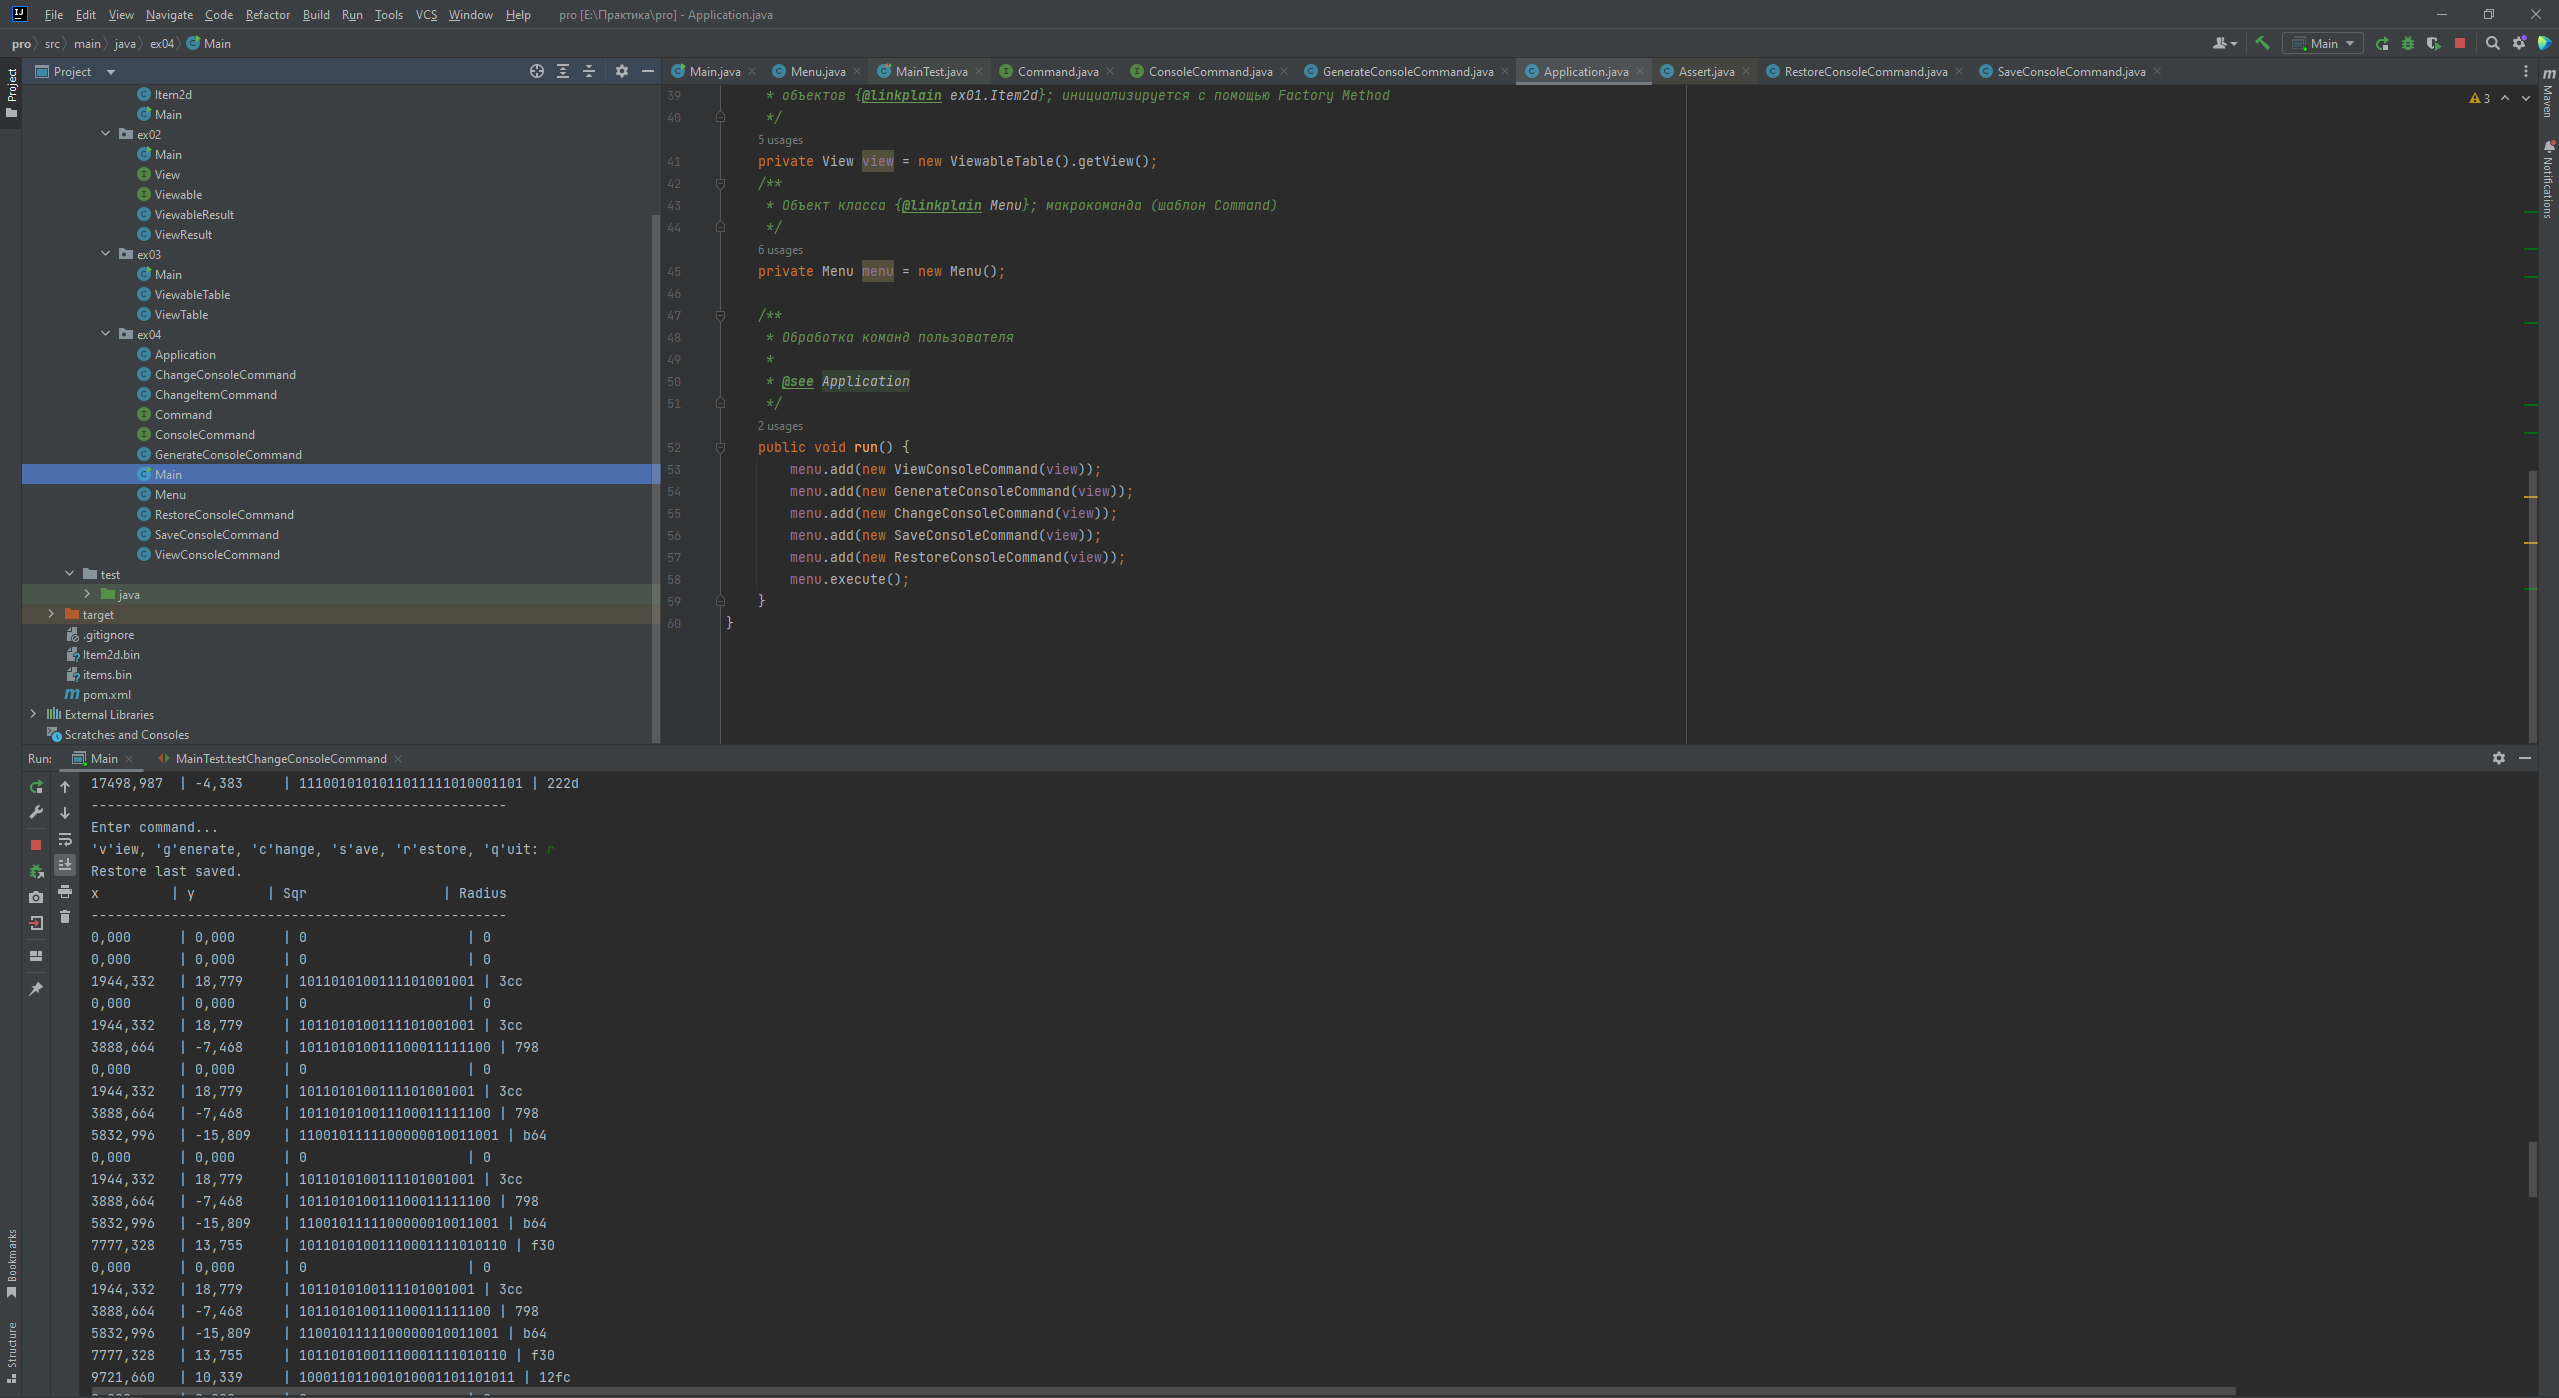 File Edit View Navigate Code Refactor Build Run Tools VCS Window Help pro [E:\Практика\pro] - Application.java
pro src main java ex04 Main
Main
Project
Main.java Menu.java MainTest.java Command.java ConsoleCommand.java GenerateConsoleCommand.java Application.java Assert.java RestoreConsoleCommand.java SaveConsoleCommand.java
Project
Item2d
Main
ex02
Main
View
Viewable
ViewableResult
ViewResult
ex03
Main
ViewableTable
ViewTable
ex04
Application
ChangeConsoleCommand
ChangeItemCommand
Command
ConsoleCommand
GenerateConsoleCommand
Main
Menu
RestoreConsoleCommand
SaveConsoleCommand
ViewConsoleCommand
test
java
target
.gitignore
Item2d.bin
items.bin
pom.xml
External Libraries
Scratches and Consoles
39 * объектов {@linkplain ex01.Item2d}; инициализируется с помощью Factory Method
40 */
5 usages
41 private View view = new ViewableTable().getView();
42 /**
43 * Объект класса {@linkplain Menu}; макрокоманда (шаблон Command)
44 */
6 usages
45 private Menu menu = new Menu();
46
47 /**
48 * Обработка команд пользователя
49 *
50 * @see Application
51 */
2 usages
52 public void run() {
53 menu.add(new ViewConsoleCommand(view));
54 menu.add(new GenerateConsoleCommand(view));
55 menu.add(new ChangeConsoleCommand(view));
56 menu.add(new SaveConsoleCommand(view));
57 menu.add(new RestoreConsoleCommand(view));
58 menu.execute();
59 }
60 }
3
Maven
Notifications
Run: Main MainTest.testChangeConsoleCommand
17498,987 | -4,383 | 1111001010101101111101000​1101 | 222d
----------------------------------------------------
Enter command...
'v'iew, 'g'enerate, 'c'hange, 's'ave, 'r'estore, 'q'uit: r
Restore last saved.
x | y | Sqr | Radius
----------------------------------------------------
0,000 | 0,000 | 0 | 0
0,000 | 0,000 | 0 | 0
1944,332 | 18,779 | 1011010100111101001001 | 3cc
0,000 | 0,000 | 0 | 0
1944,332 | 18,779 | 1011010100111101001001 | 3cc
3888,664 | -7,468 | 101101010011100011111100 | 798
0,000 | 0,000 | 0 | 0
1944,332 | 18,779 | 1011010100111101001001 | 3cc
3888,664 | -7,468 | 101101010011100011111100 | 798
5832,996 | -15,809 | 1100101111100000010011001 | b64
0,000 | 0,000 | 0 | 0
1944,332 | 18,779 | 1011010100111101001001 | 3cc
3888,664 | -7,468 | 101101010011100011111100 | 798
5832,996 | -15,809 | 1100101111100000010011001 | b64
7777,328 | 13,755 | 10110101001110001111010110 | f30
0,000 | 0,000 | 0 | 0
1944,332 | 18,779 | 1011010100111101001001 | 3cc
3888,664 | -7,468 | 101101010011100011111100 | 798
5832,996 | -15,809 | 1100101111100000010011001 | b64
7777,328 | 13,755 | 10110101001110001111010110 | f30
9721,660 | 10,339 | 100011011001010001101101011 | 12fc
Bookmarks
Structure